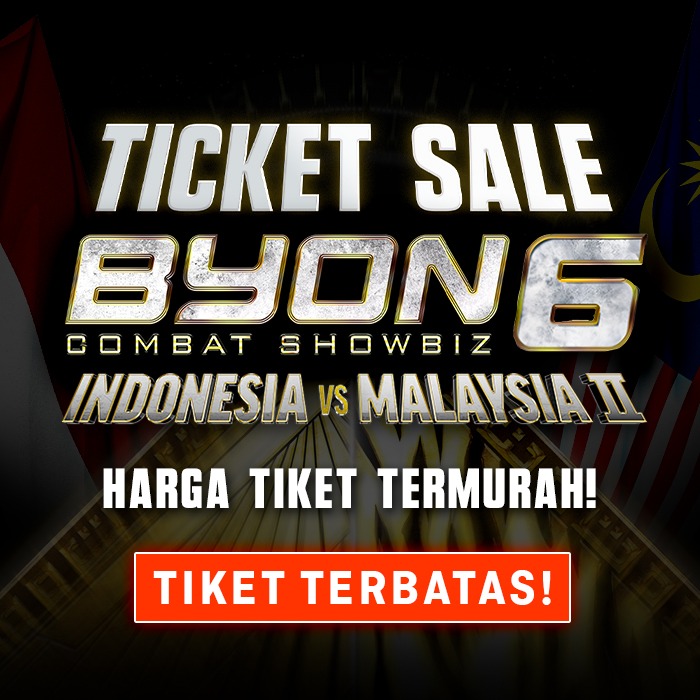 TICKET SALE
BYON 6
COMBAT SHOWBIZ
INDONESIA VS MALAYSIA II
HARGA TIKET TERMURAH!
TIKET TERBATAS!